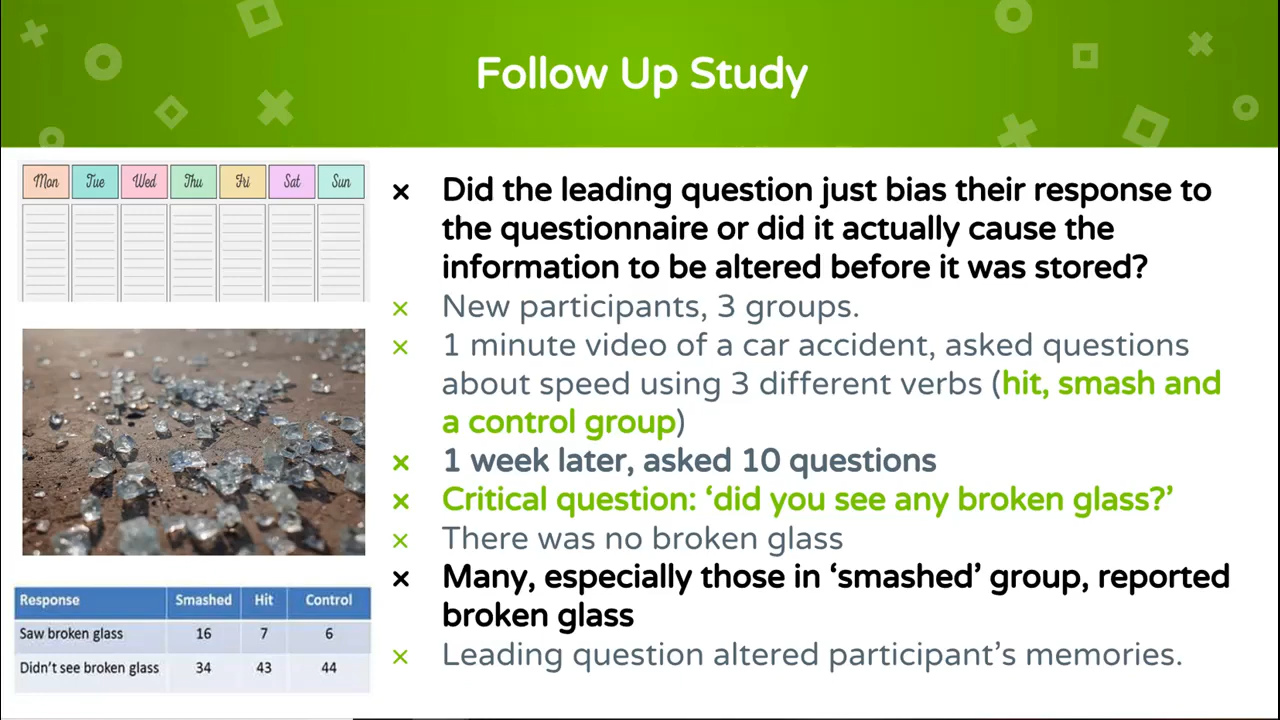 Follow Up Study
Mon Tue Wed Thu Fri Sat Sun
× Did the leading question just bias their response to
the questionnaire or did it actually cause the
information to be altered before it was stored?
× New participants, 3 groups.
× 1 minute video of a car accident, asked questions
about speed using 3 different verbs (hit, smash and
a control group)
× 1 week later, asked 10 questions
× Critical question: ‘did you see any broken glass?’
× There was no broken glass
× Many, especially those in ‘smashed’ group, reported
broken glass
× Leading question altered participant’s memories.
Response Smashed Hit Control
Saw broken glass 16 7 6
Didn't see broken glass 34 43 44